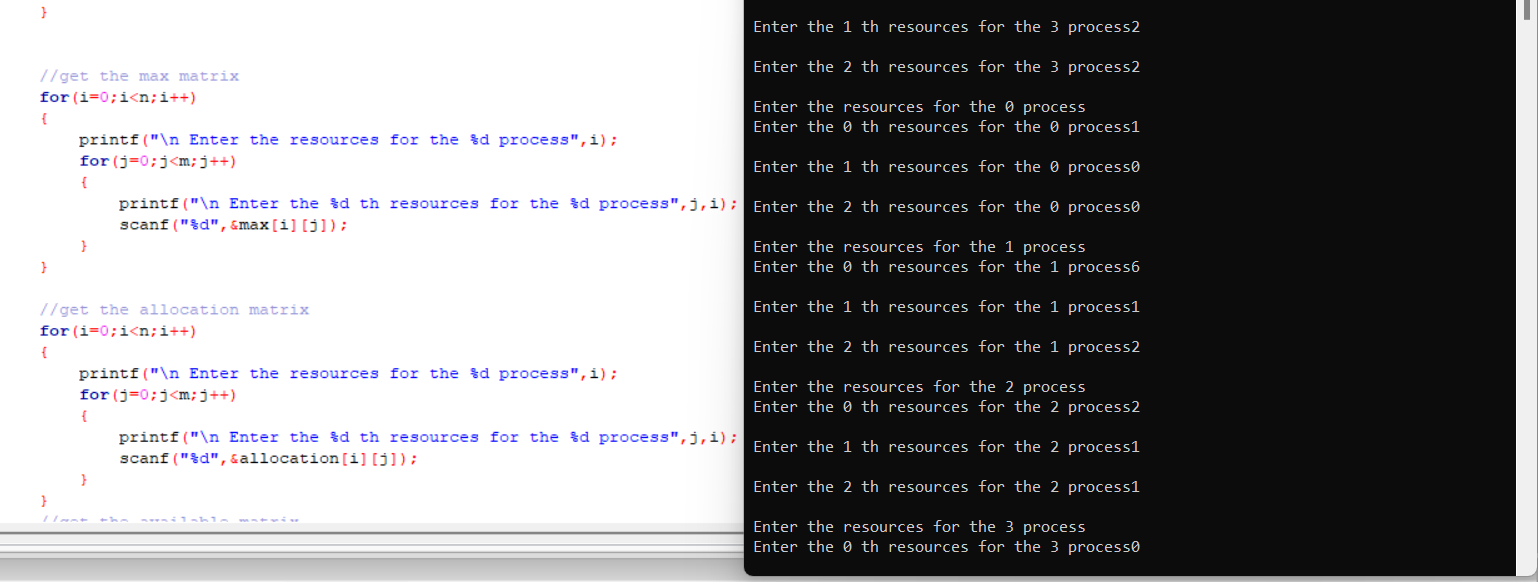 }
//get the max matrix
for(i=0;i<n;i++)
{
printf("\n Enter the resources for the %d process",i);
for(j=0;j<m;j++)
{
printf("\n Enter the %d th resources for the %d process",j,i);
scanf("%d",&max[i][j]);
}
}
//get the allocation matrix
for(i=0;i<n;i++)
{
printf("\n Enter the resources for the %d process",i);
for(j=0;j<m;j++)
{
printf("\n Enter the %d th resources for the %d process",j,i);
scanf("%d",&allocation[i][j]);
}
}
//get the available matrix
Enter the 1 th resources for the 3 process2
Enter the 2 th resources for the 3 process2
Enter the resources for the 0 process
Enter the 0 th resources for the 0 process1
Enter the 1 th resources for the 0 process0
Enter the 2 th resources for the 0 process0
Enter the resources for the 1 process
Enter the 0 th resources for the 1 process6
Enter the 1 th resources for the 1 process1
Enter the 2 th resources for the 1 process2
Enter the resources for the 2 process
Enter the 0 th resources for the 2 process2
Enter the 1 th resources for the 2 process1
Enter the 2 th resources for the 2 process1
Enter the resources for the 3 process
Enter the 0 th resources for the 3 process0